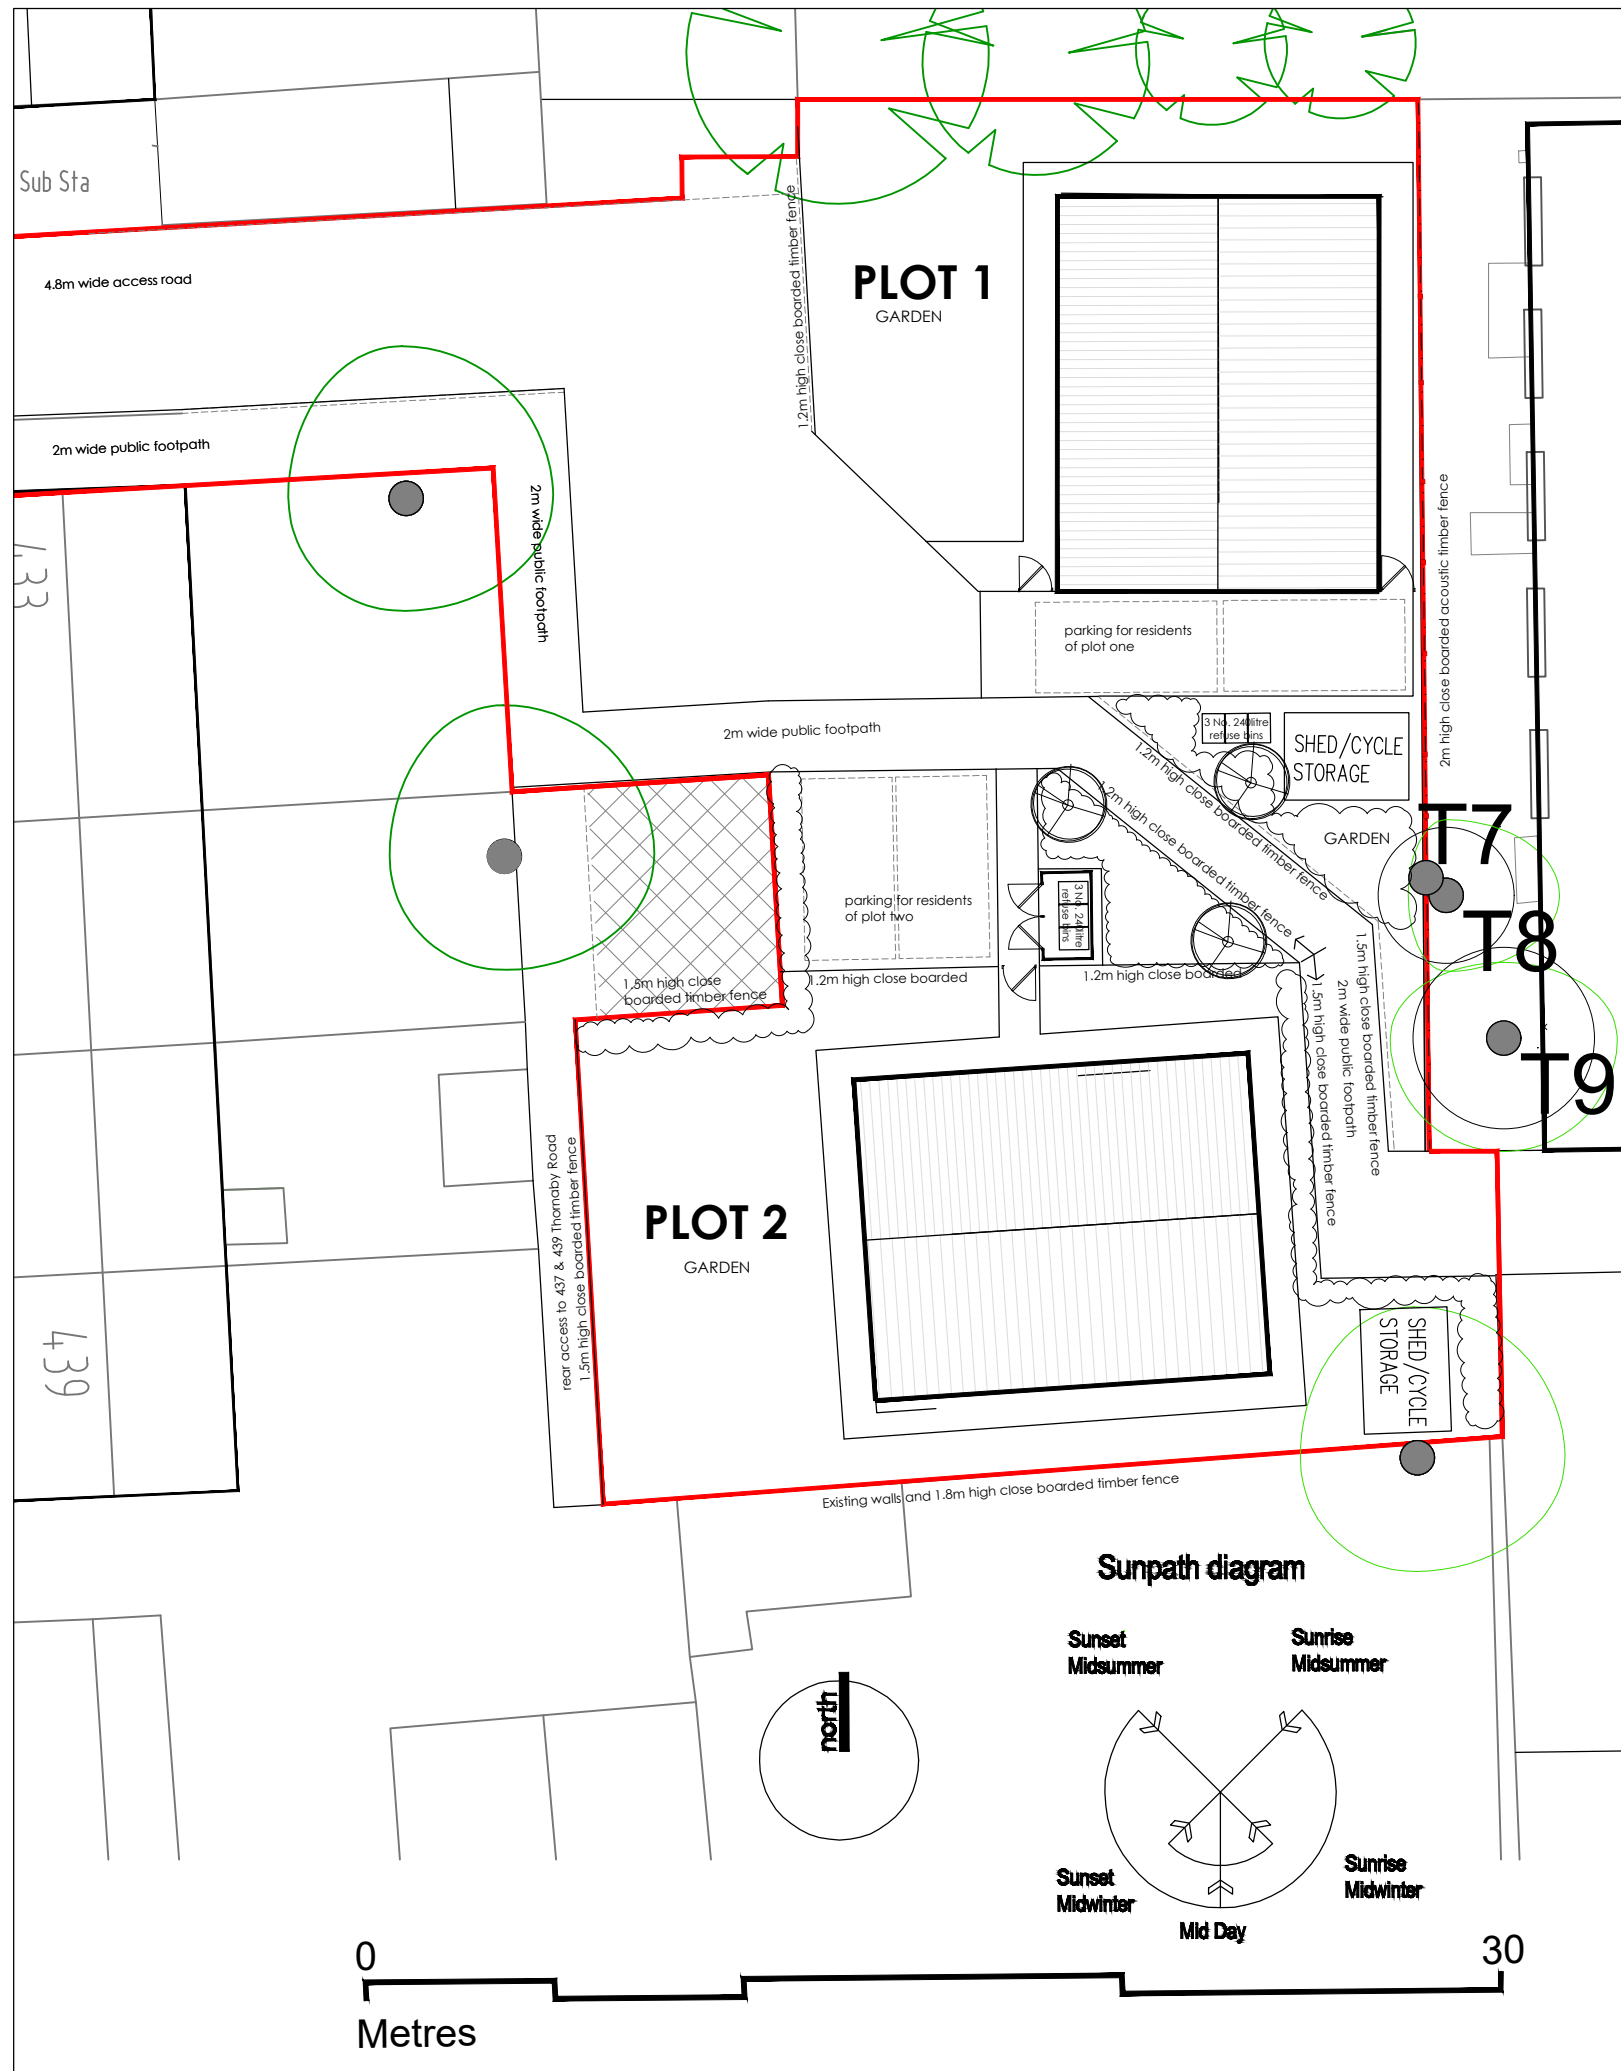 Sub Sta
4.8m wide access road
1.2m high close boarded timber fence
PLOT 1
GARDEN
2m wide public footpath
2m wide public footpath
433
2m high close boarded acoustic timber fence
parking for residents
of plot one
2m wide public footpath
3 No. 240litre
refuse bins
SHED/CYCLE
STORAGE
1.2m high close boarded timber fence
1.2m high close boarded timber fence
GARDEN
T7
T8
T9
parking for residents
of plot two
3 No. 240litre
refuse bins
1.5m high close
boarded timber fence
1.2m high close boarded
1.2m high close boarded
1.5m high close boarded timber fence
2m wide public footpath
1.5m high close boarded timber fence
rear access to 437 & 439 Thornaby Road
1.5m high close boarded timber fence
PLOT 2
GARDEN
439
SHED/CYCLE
STORAGE
Existing walls and 1.8m high close boarded timber fence
Sunpath diagram
Sunset
Midsummer
Sunrise
Midsummer
north
Sunset
Midwinter
Sunrise
Midwinter
Mid Day
0
30
Metres